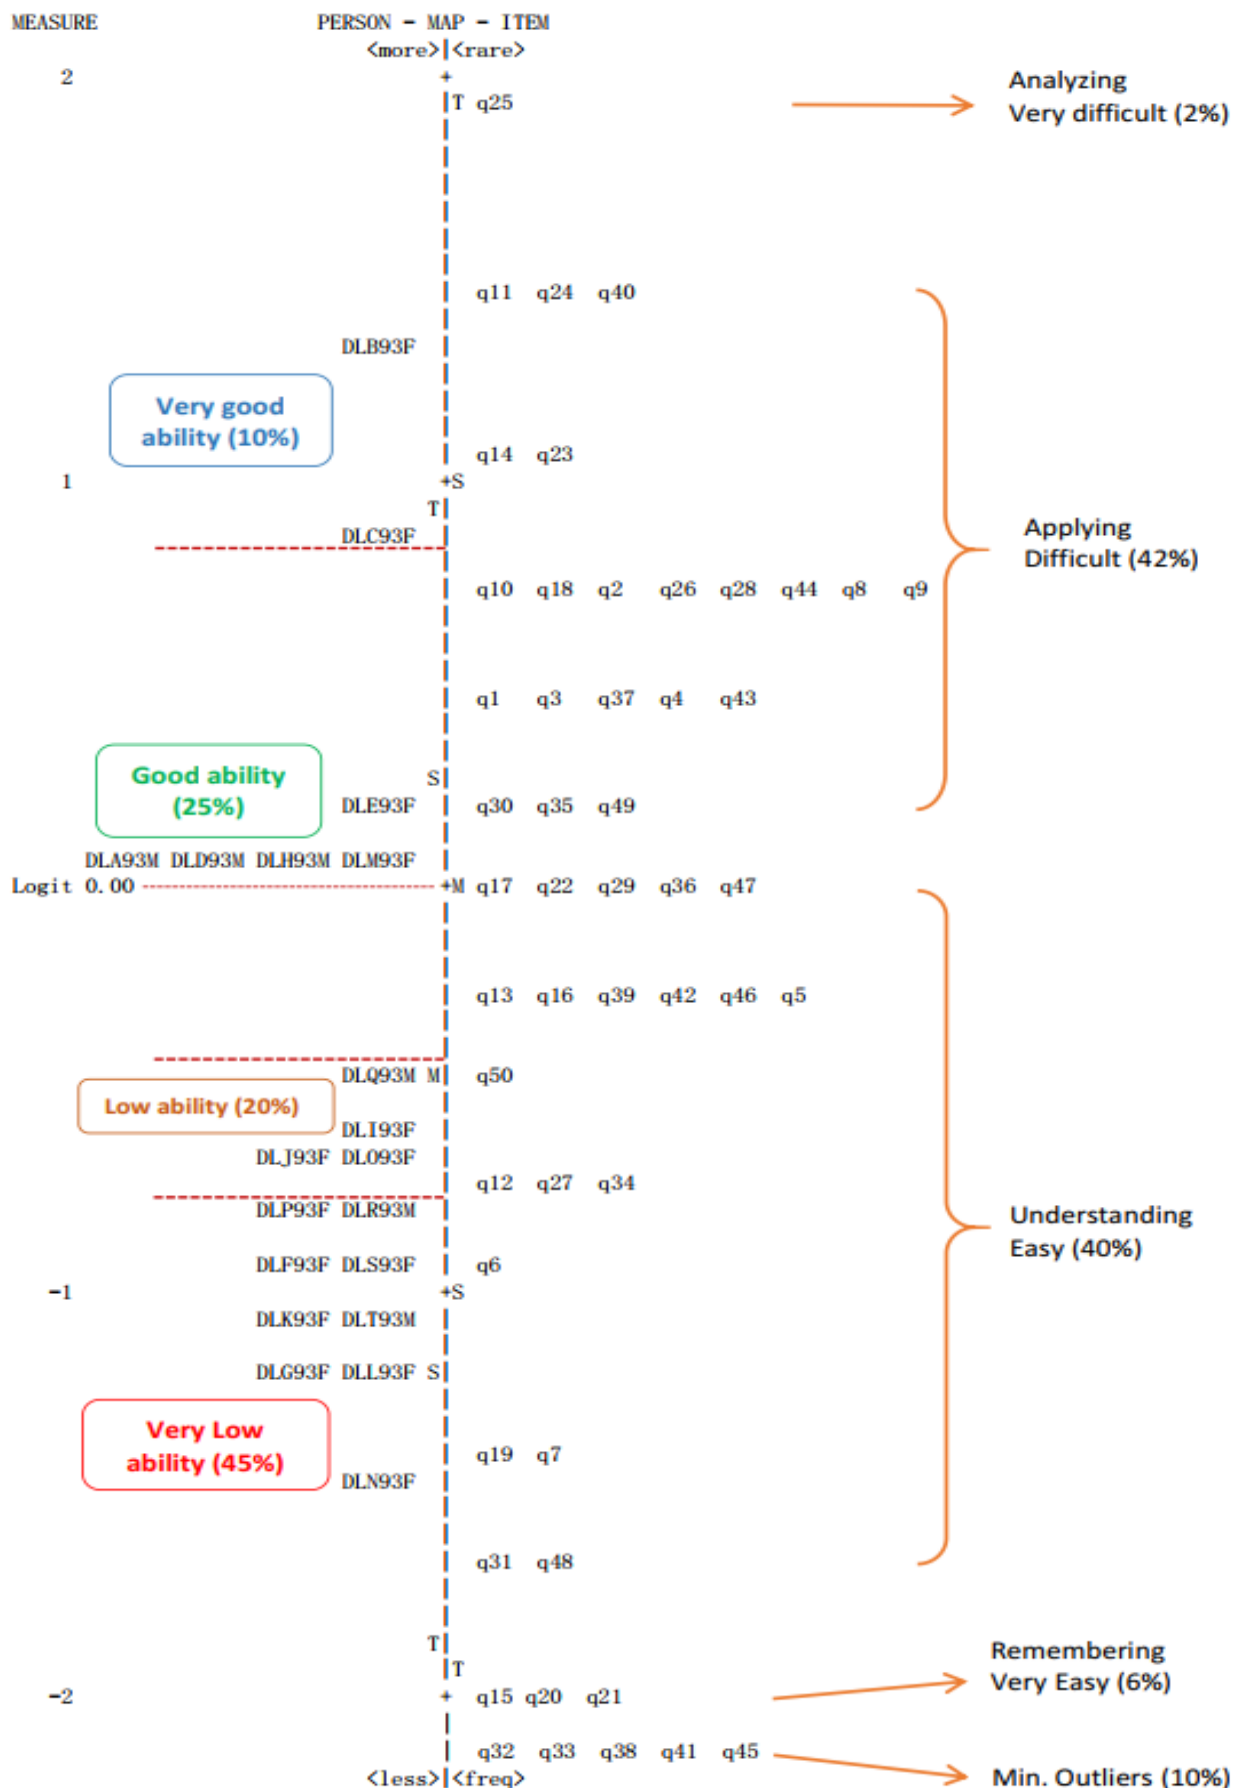 MEASURE PERSON - MAP - ITEM
<more>|<rare>
2 +
T q25
Analyzing
Very difficult (2%)
q11 q24 q40
DLB93F
Very good
ability (10%)
q14 q23
1 +S
T
DLC93F
Applying
Difficult (42%)
q10 q18 q2 q26 q28 q44 q8 q9
q1 q3 q37 q4 q43
Good ability
(25%)
S
DLE93F q30 q35 q49
DLA93M DLD93M DLH93M DLM93F
Logit 0.00 +M q17 q22 q29 q36 q47
q13 q16 q39 q42 q46 q5
DLQ93M M q50
Low ability (20%)
DLI93F
DLJ93F DLO93F
q12 q27 q34
DLP93F DLR93M
Understanding
Easy (40%)
DLF93F DLS93F q6
-1 +S
DLK93F DLT93M
DLG93F DLL93F S
Very Low
ability (45%)
q19 q7
DLN93F
q31 q48
T
T
Remembering
Very Easy (6%)
-2 + q15 q20 q21
q32 q33 q38 q41 q45
<less>|<freq>
Min. Outliers (10%)